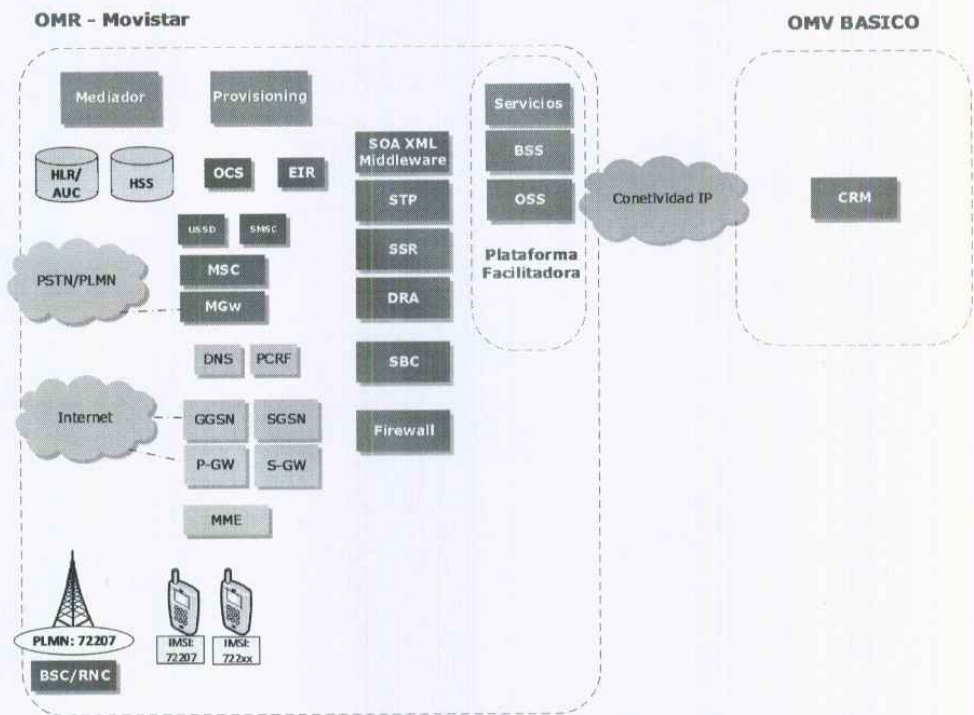 OMR - Movistar
OMV BASICO
Mediador
Provisioning
HLR/
AUC
HSS
OCS
EIR
USSD
SMSC
PSTN/PLMN
MSC
MGw
DNS
PCRF
Internet
GGSN
SGSN
P-GW
S-GW
MME
PLMN: 72207
BSC/RNC
IMSI:
72207
IMSI:
722xx
SOA XML
Middleware
STP
SSR
DRA
SBC
Firewall
Servicios
BSS
OSS
Plataforma
Facilitadora
Conetividad IP
CRM